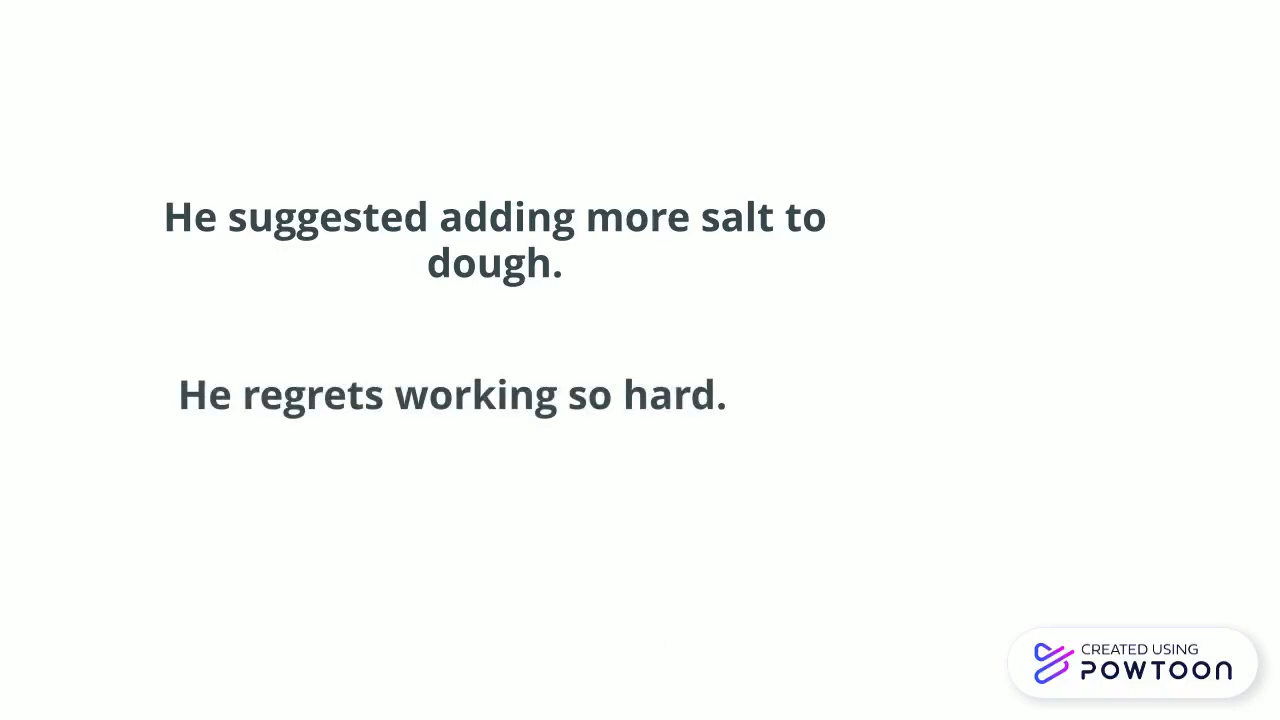 He suggested adding more salt to
dough.
He regrets working so hard.
CREATED USING
POWTOON